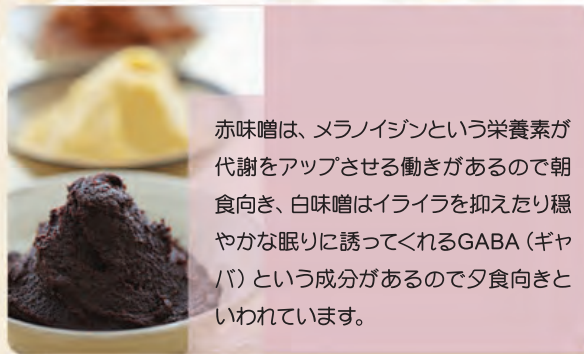 赤味噌は、メラノイジンという栄養素が
代謝をアップさせる働きがあるので朝
食向き、白味噌はイライラを抑えたり穏
やかな眠りに誘ってくれるGABA（ギャ
バ）という成分があるので夕食向きと
いわれています。